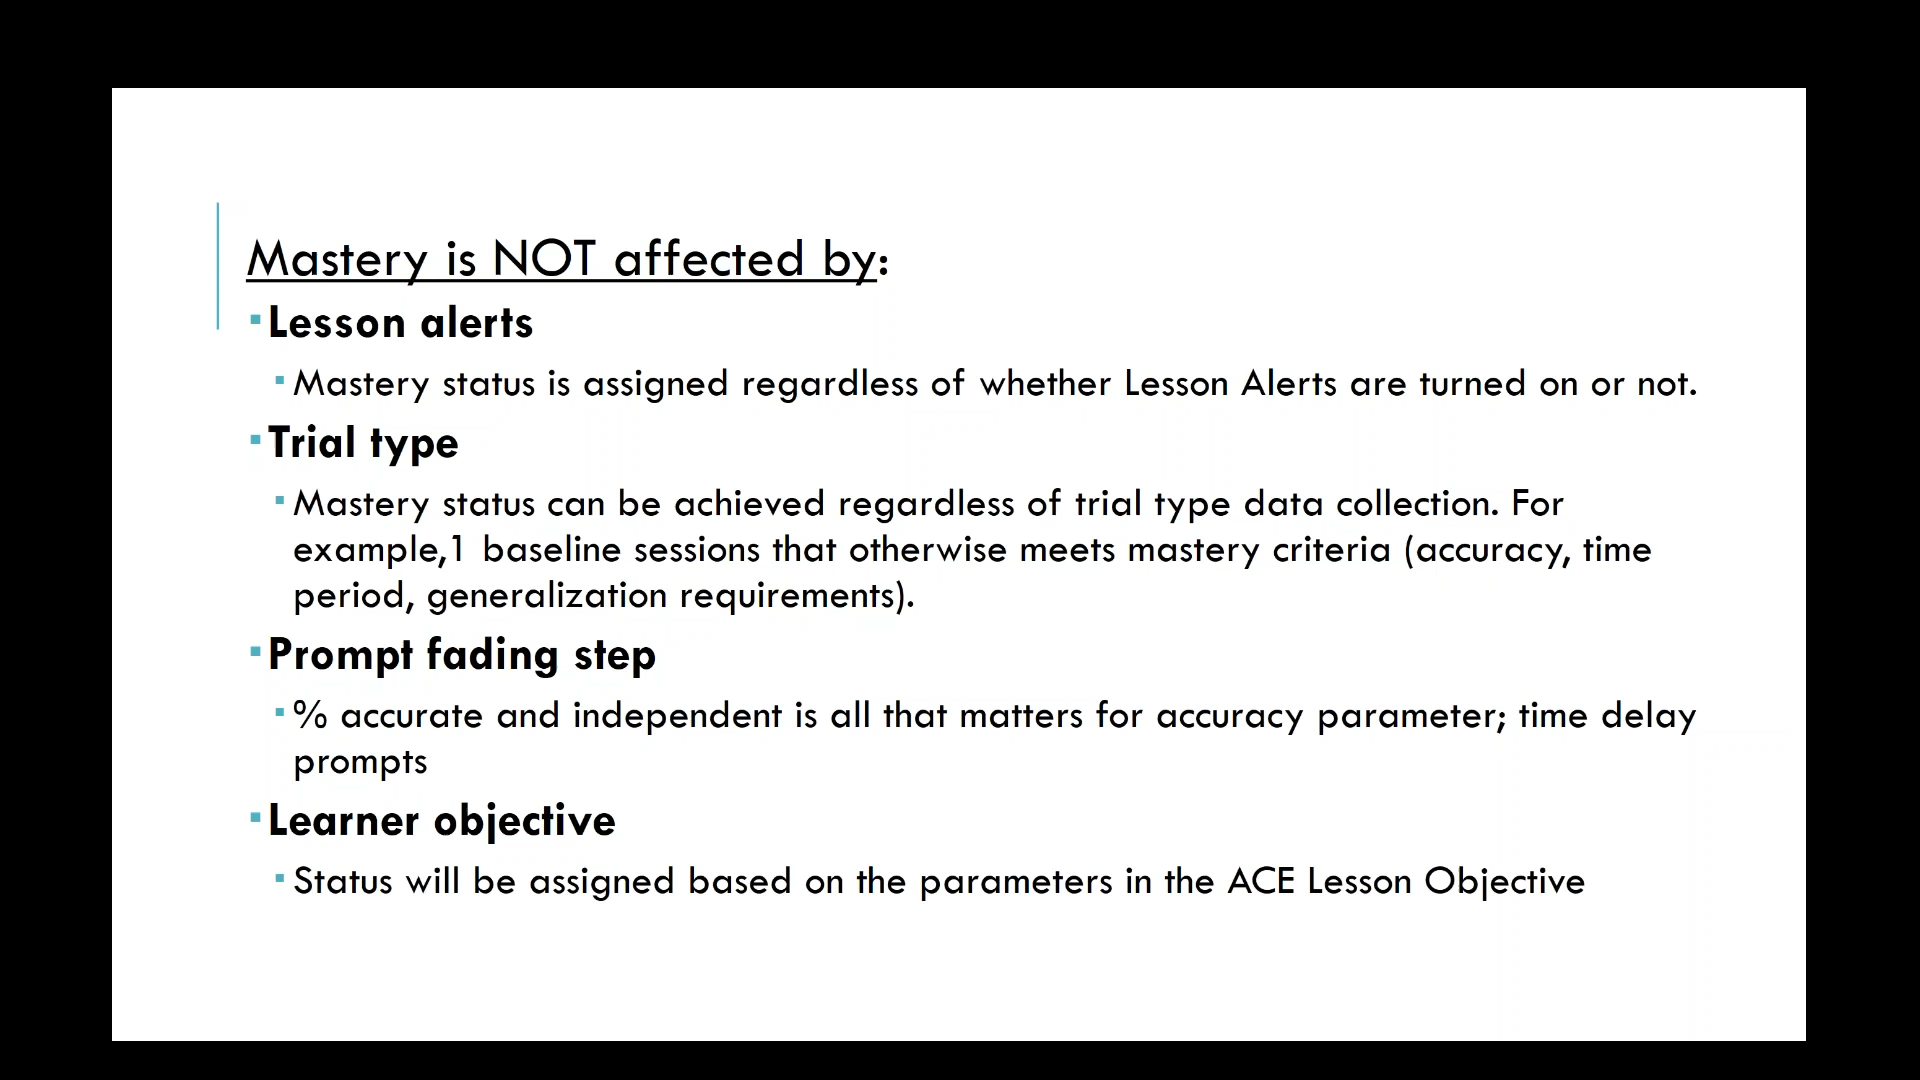 Mastery is NOT affected by:
Lesson alerts
Mastery status is assigned regardless of whether Lesson Alerts are turned on or not.
Trial type
Mastery status can be achieved regardless of trial type data collection. For
example,1 baseline sessions that otherwise meets mastery criteria (accuracy, time
period, generalization requirements).
Prompt fading step
% accurate and independent is all that matters for accuracy parameter; time delay
prompts
Learner objective
Status will be assigned based on the parameters in the ACE Lesson Objective